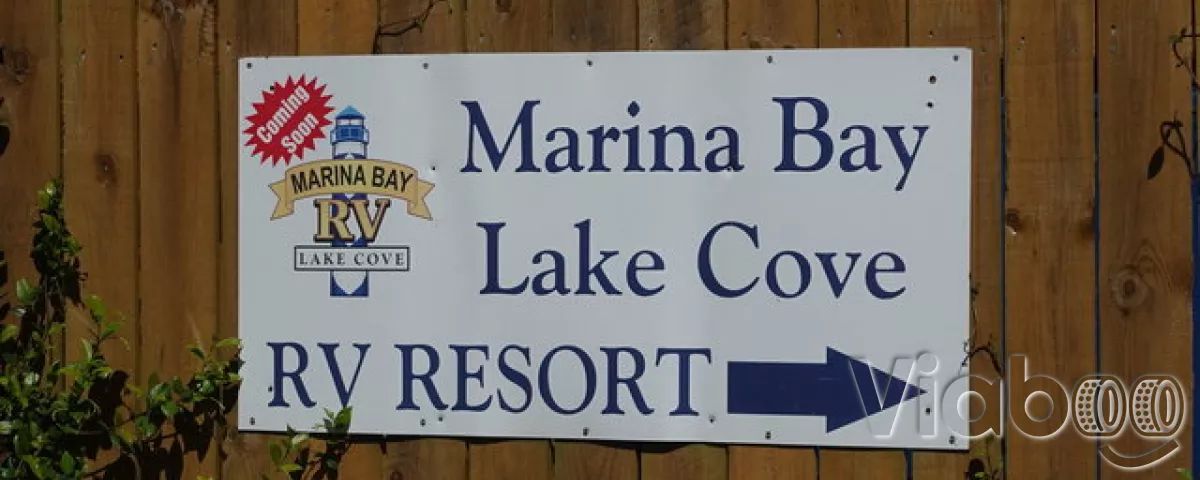 Coming
Soon
MARINA BAY
RV
LAKE COVE
Marina Bay
Lake Cove
RV RESORT
Viaboo